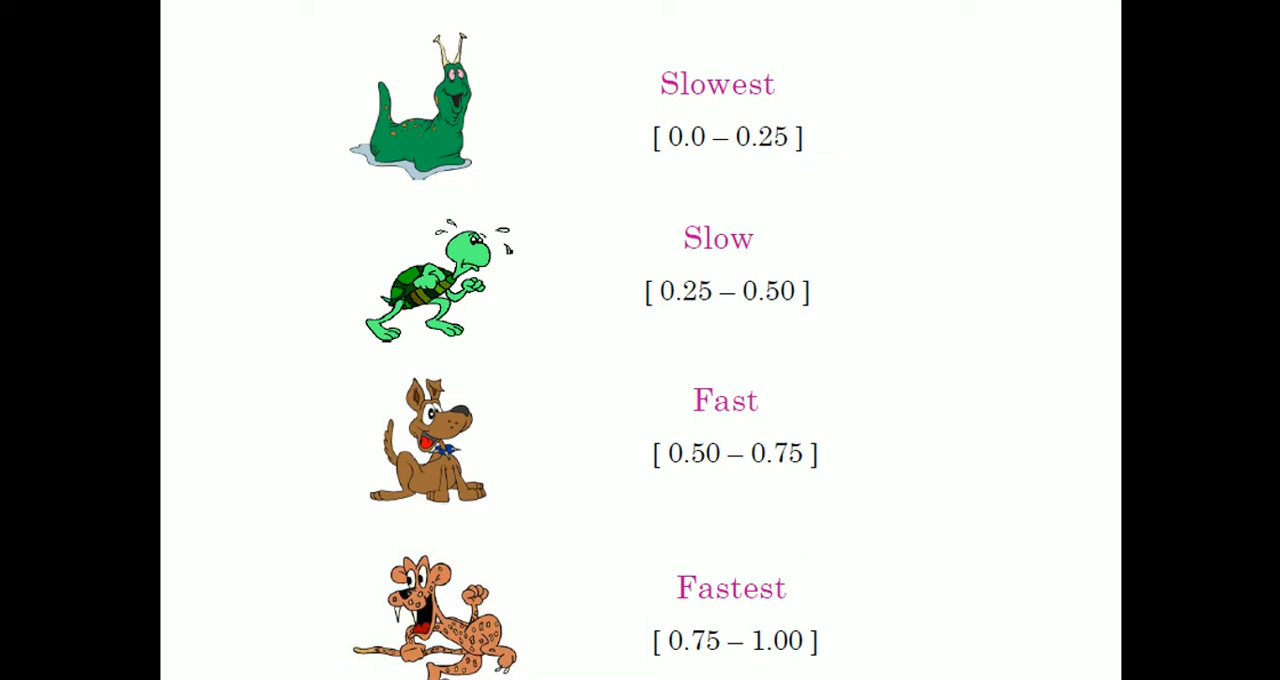 Slowest
[ 0.0 – 0.25 ]
Slow
[ 0.25 – 0.50 ]
Fast
[ 0.50 – 0.75 ]
Fastest
[ 0.75 – 1.00 ]